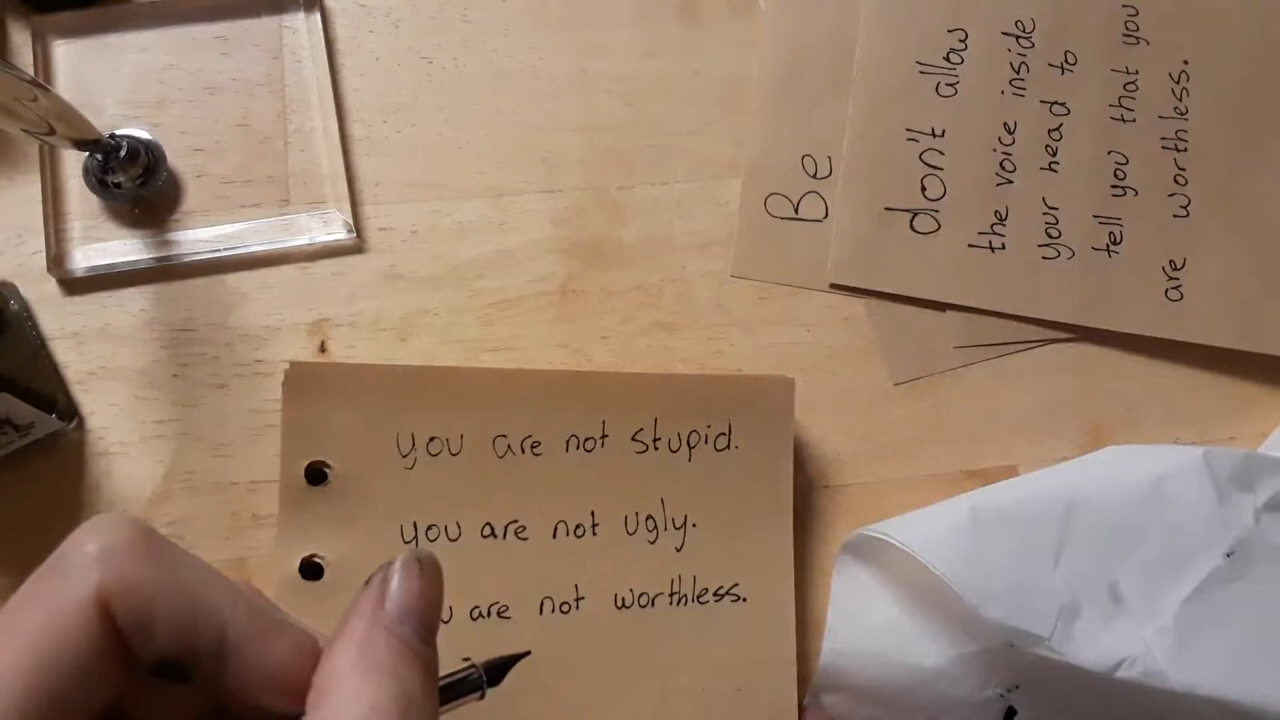 you are not stupid.
you are not ugly.
are not worthless.
Be
don't allow
the voice inside
your head to
tell you that you
are worthless.